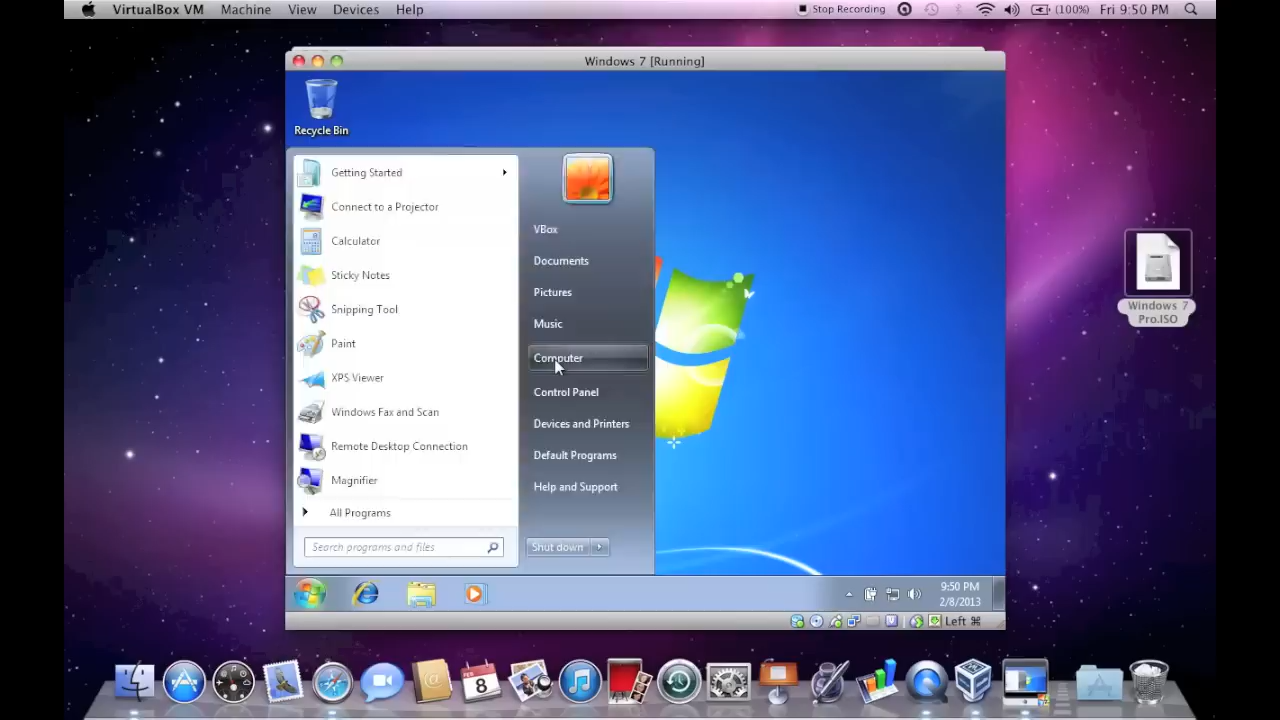 VirtualBox VM Machine View Devices Help Stop Recording (100%) Fri 9:50 PM
Windows 7 [Running]
Recycle Bin
Getting Started
Connect to a Projector
Calculator
Sticky Notes
Snipping Tool
Paint
XPS Viewer
Windows Fax and Scan
Remote Desktop Connection
Magnifier
All Programs
Search programs and files
VBox
Documents
Pictures
Music
Computer
Control Panel
Devices and Printers
Default Programs
Help and Support
Shut down
Windows 7
Pro.ISO
9:50 PM
2/8/2013
Left ⌘
8